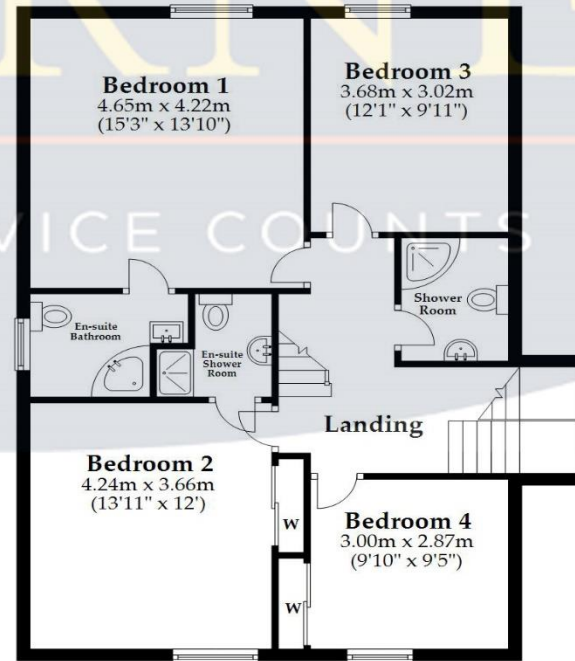 Bedroom 1
4.65m x 4.22m
(15'3" x 13'10")
Bedroom 3
3.68m x 3.02m
(12'1" x 9'11")
VICE COUNTS
En-suite
Bathroom
En-suite
Shower
Room
Shower
Room
Landing
Bedroom 2
4.24m x 3.66m
(13'11" x 12')
W
Bedroom 4
3.00m x 2.87m
(9'10" x 9'5")
W